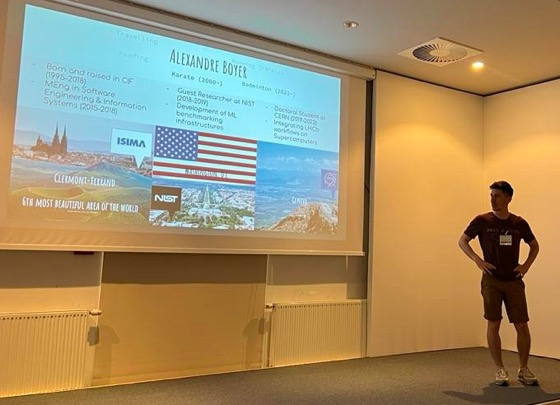 Travelling
Reading
ALEXANDRE BOYER
Karate (2000-)
Badminton (2021-)
- Born and raised in CIF
(1995-2018)
- MEng in Software
Engineering & Information
Systems (2015-2018)
- Guest Researcher at NIST
(2018-2019)
- Development of ML
benchmarking
infrastructures
- Doctoral Student at
CERN (2019-2022)
- Integrating LHCb
workflows on
Supercomputers
ISIMA
CLERMONT-FERRAND
6TH MOST BEAUTIFUL AREA OF THE WORLD
WASHINGTON DC
NIST
GENEVA